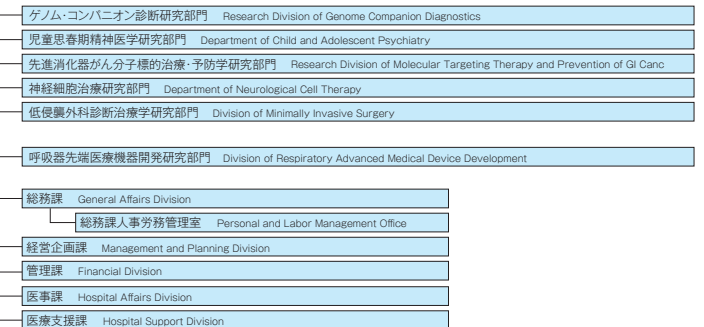 ゲノム・コンパニオン診断研究部門 Research Division of Genome Companion Diagnostics
児童思春期精神医学研究部門 Department of Child and Adolescent Psychiatry
先進消化器がん分子標的治療・予防学研究部門 Research Division of Molecular Targeting Therapy and Prevention of GI Canc
神経細胞治療研究部門 Department of Neurological Cell Therapy
低侵襲外科診断治療学研究部門 Division of Minimally Invasive Surgery
呼吸器先端医療機器開発研究部門 Division of Respiratory Advanced Medical Device Development
総務課 General Affairs Division
総務課人事労務管理室 Personal and Labor Management Office
経営企画課 Management and Planning Division
管理課 Financial Division
医事課 Hospital Affairs Division
医療支援課 Hospital Support Division